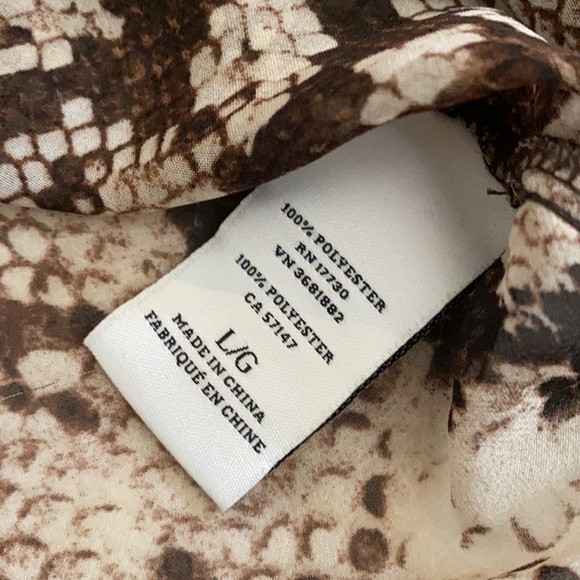 100% POLYESTER
RN 17730
VN 3681882
100% POLYESTER
CA 57147
L/G
MADE IN CHINA
FABRIQUÉ EN CHINE